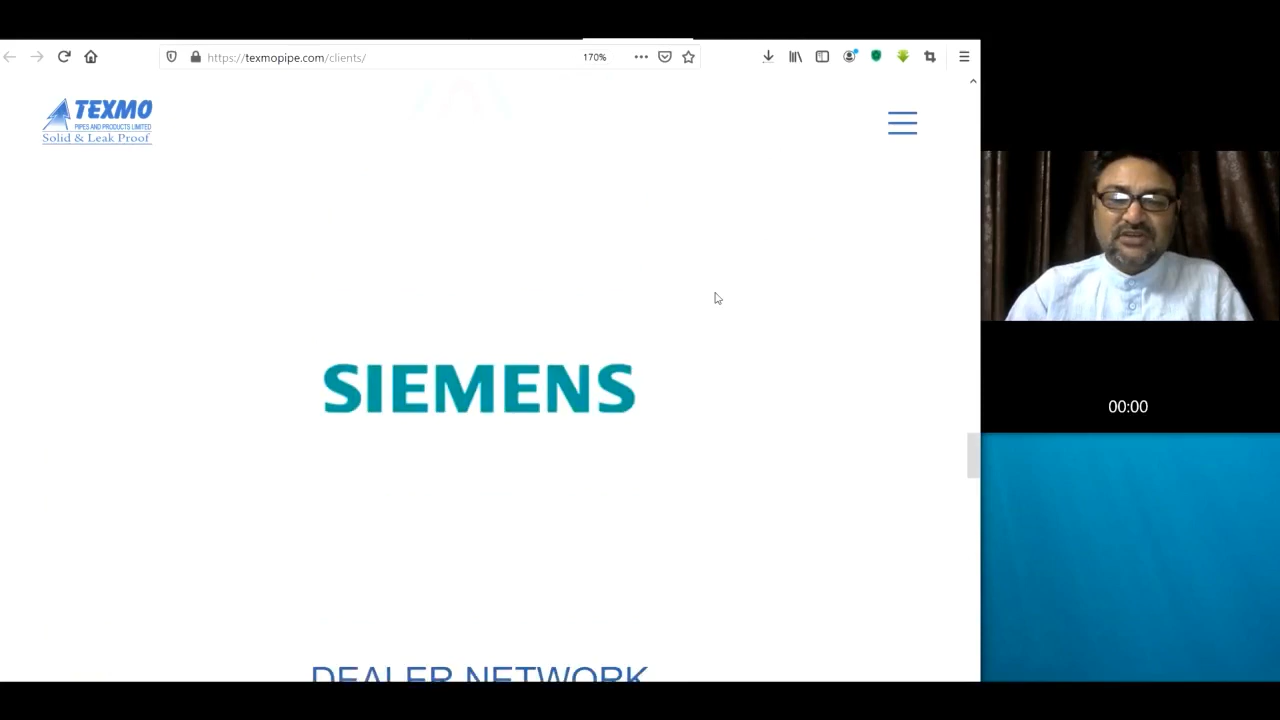 https://texmopipe.com/clients/
170%
TEXMO
PIPES AND PRODUCTS LIMITED
Solid & Leak Proof
SIEMENS
00:00
DEALER NETWORK